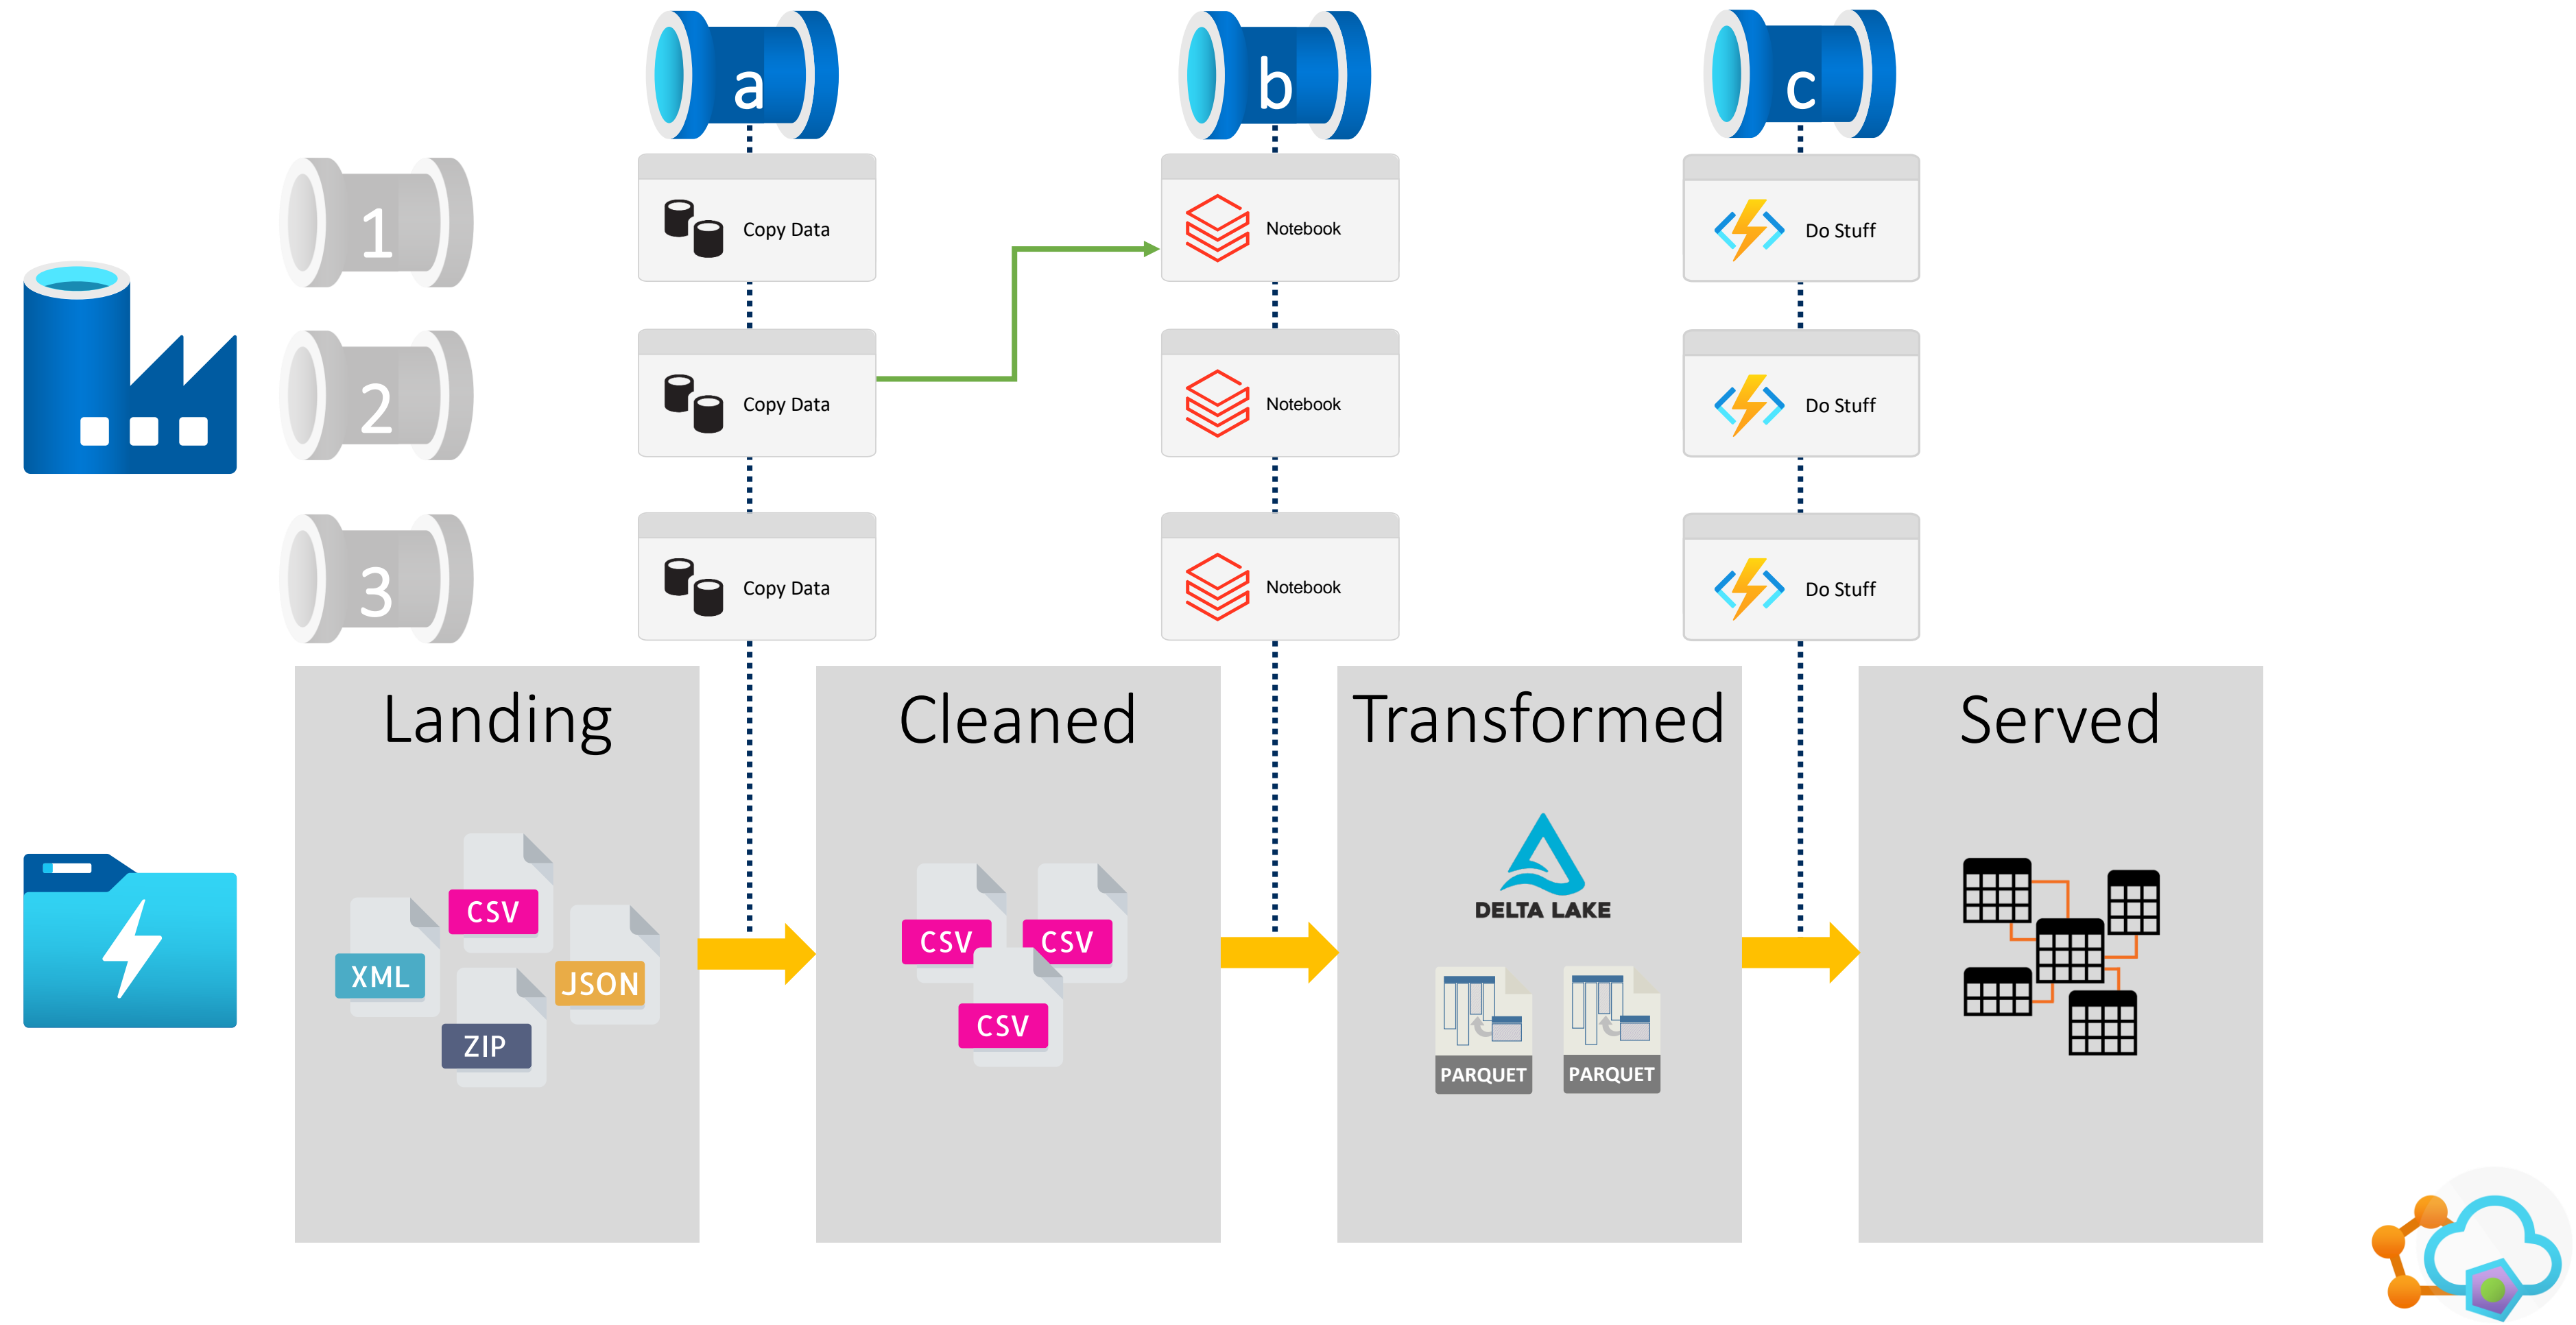 a
b
c
1
Copy Data
Notebook
Do Stuff
2
Copy Data
Notebook
Do Stuff
3
Copy Data
Notebook
Do Stuff
Landing
Cleaned
Transformed
Served
CSV
XML
JSON
ZIP
CSV
CSV
CSV
DELTA LAKE
PARQUET
PARQUET